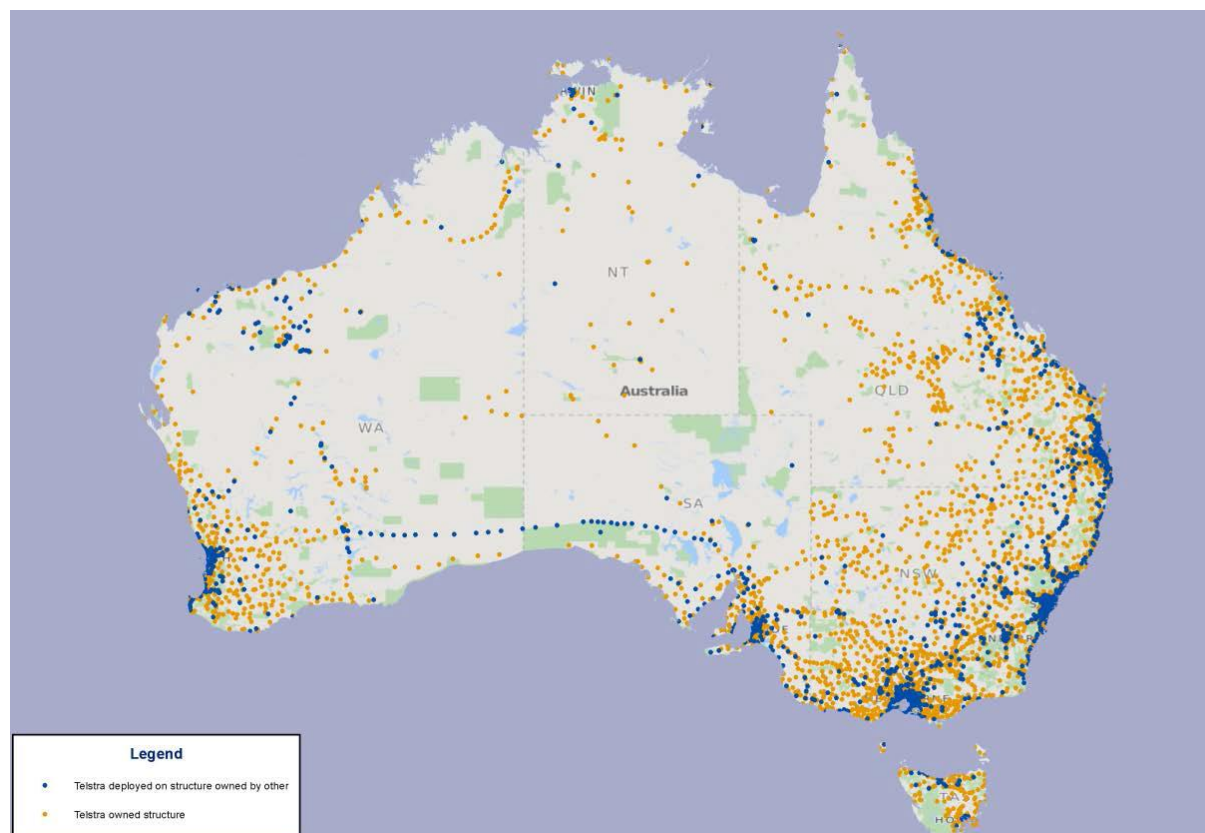 NT
Australia
QLD
WA
SA
NSW
Legend
Telstra deployed on structure owned by other
Telstra owned structure